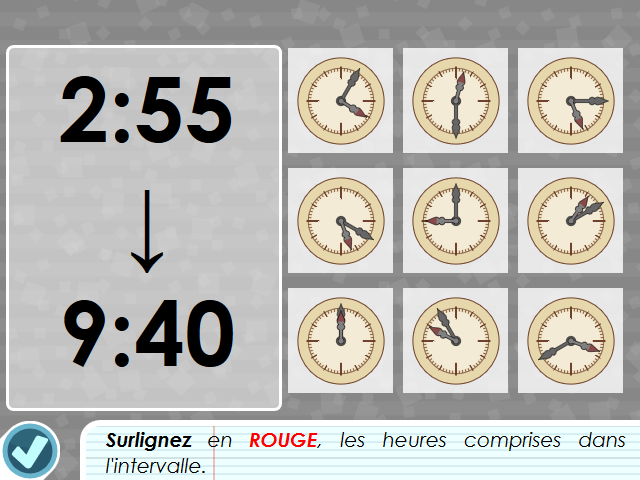 2:55
↓
9:40
Surlignez en ROUGE, les heures comprises dans
l'intervalle.